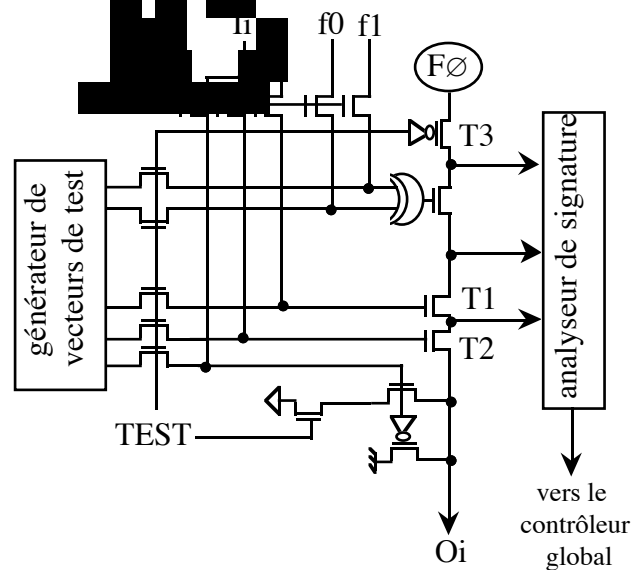 f0 f1
FØ
T3
générateur de
vecteurs de test
analyseur de signature
T1
T2
TEST
vers le
contrôleur
global
Oi